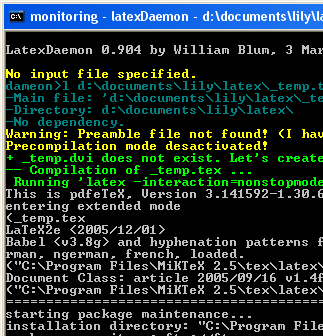 monitoring - latexDaemon - d:\documents\lily\
LatexDaemon 0.904 by William Blum, 3 Mar
No input file specified.
dameon>l d:\documents\lily\latex\_temp.t
-Main file: 'd:\documents\lily\latex\_te
-Directory: d:\documents\lily\latex\
-No dependency.
Warning: Preamble file not found! (I hav
Precompilation mode desactivated!
+ _temp.dvi does not exist. Let's create
-- Compilation of _temp.tex ...
Running 'latex -interaction=nonstopmode
This is pdfeTeX, Version 3.141592-1.30.6
entering extended mode
(_temp.tex
LaTeX2e <2005/12/01>
Babel <v3.8g> and hyphenation patterns f
rman, ngerman, french, loaded.
("C:\Program Files\MiKTeX 2.5\tex\latex\
Document Class: article 2005/09/16 v1.4f
("C:\Program Files\MiKTeX 2.5\tex\latex\
========================================
starting package maintenance...
installation directory: "C:\Program File